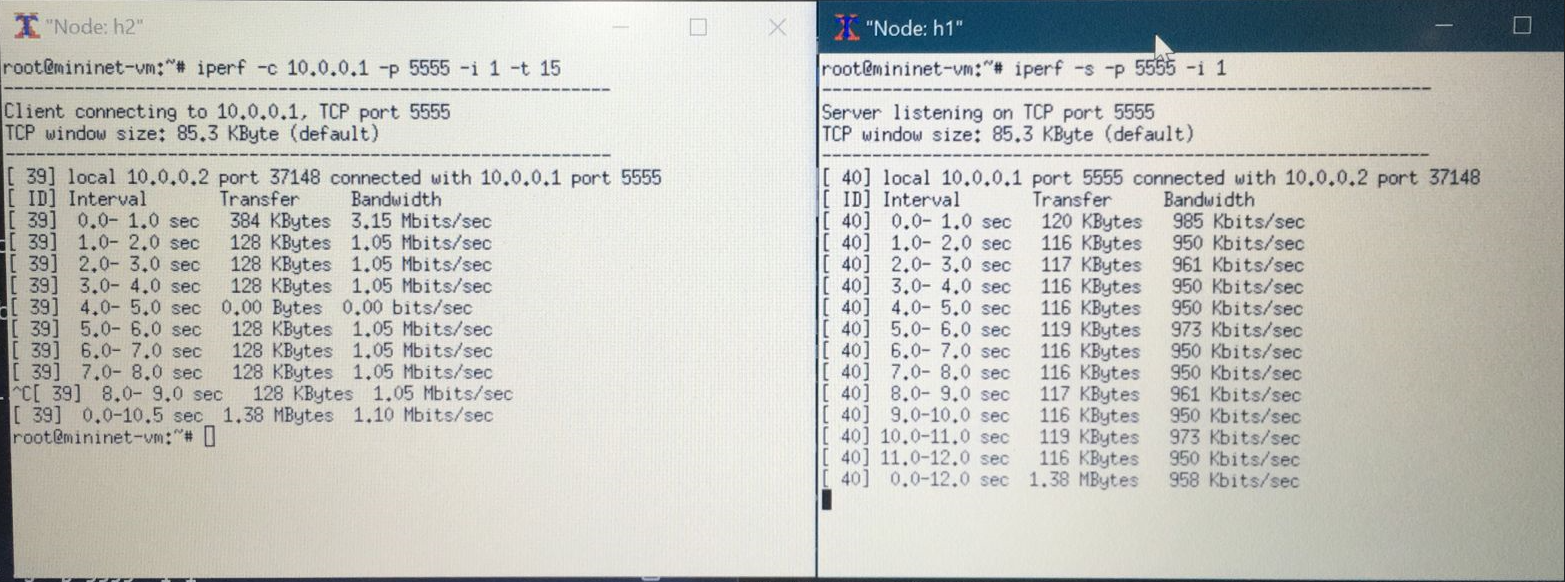 "Node: h2"
root@mininet-vm:~# iperf -c 10.0.0.1 -p 5555 -i 1 -t 15
------------------------------------------------------------
Client connecting to 10.0.0.1, TCP port 5555
TCP window size: 85.3 KByte (default)
------------------------------------------------------------
[ 39] local 10.0.0.2 port 37148 connected with 10.0.0.1 port 5555
[ ID] Interval       Transfer     Bandwidth
[ 39]  0.0- 1.0 sec   384 KBytes  3.15 Mbits/sec
[ 39]  1.0- 2.0 sec   128 KBytes  1.05 Mbits/sec
[ 39]  2.0- 3.0 sec   128 KBytes  1.05 Mbits/sec
[ 39]  3.0- 4.0 sec   128 KBytes  1.05 Mbits/sec
[ 39]  4.0- 5.0 sec  0.00 Bytes  0.00 bits/sec
[ 39]  5.0- 6.0 sec   128 KBytes  1.05 Mbits/sec
[ 39]  6.0- 7.0 sec   128 KBytes  1.05 Mbits/sec
[ 39]  7.0- 8.0 sec   128 KBytes  1.05 Mbits/sec
^C[ 39]  8.0- 9.0 sec   128 KBytes  1.05 Mbits/sec
[ 39]  0.0-10.5 sec  1.38 MBytes  1.10 Mbits/sec
root@mininet-vm:~#
"Node: h1"
root@mininet-vm:~# iperf -s -p 5555 -i 1
------------------------------------------------------------
Server listening on TCP port 5555
TCP window size: 85.3 KByte (default)
------------------------------------------------------------
[ 40] local 10.0.0.1 port 5555 connected with 10.0.0.2 port 37148
[ ID] Interval       Transfer     Bandwidth
[ 40]  0.0- 1.0 sec   120 KBytes   985 Kbits/sec
[ 40]  1.0- 2.0 sec   116 KBytes   950 Kbits/sec
[ 40]  2.0- 3.0 sec   117 KBytes   961 Kbits/sec
[ 40]  3.0- 4.0 sec   116 KBytes   950 Kbits/sec
[ 40]  4.0- 5.0 sec   116 KBytes   950 Kbits/sec
[ 40]  5.0- 6.0 sec   119 KBytes   973 Kbits/sec
[ 40]  6.0- 7.0 sec   116 KBytes   950 Kbits/sec
[ 40]  7.0- 8.0 sec   116 KBytes   950 Kbits/sec
[ 40]  8.0- 9.0 sec   117 KBytes   961 Kbits/sec
[ 40]  9.0-10.0 sec   116 KBytes   950 Kbits/sec
[ 40] 10.0-11.0 sec   119 KBytes   973 Kbits/sec
[ 40] 11.0-12.0 sec   116 KBytes   950 Kbits/sec
[ 40]  0.0-12.0 sec  1.38 MBytes   958 Kbits/sec